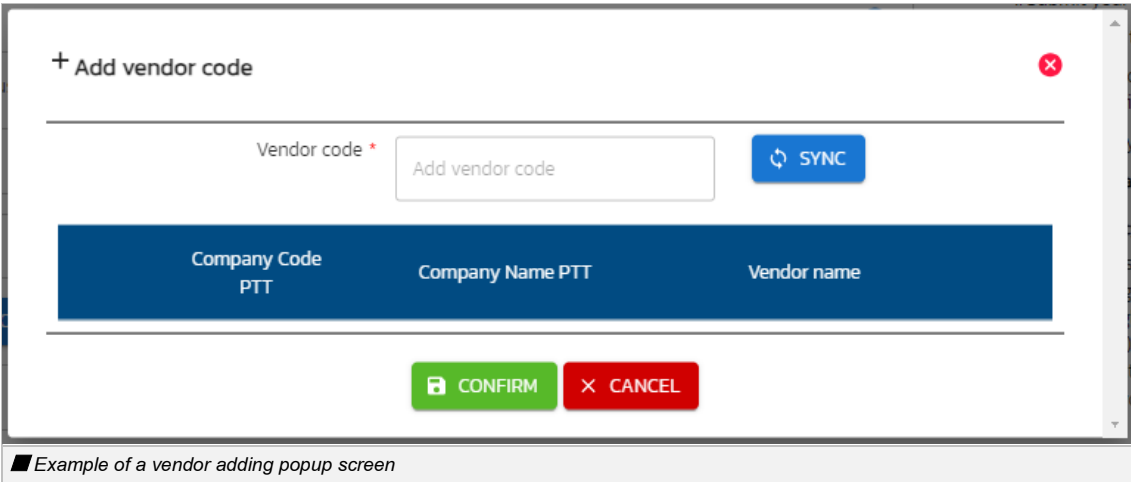 + Add vendor code
Vendor code *
Add vendor code
SYNC
Company Code
PTT
Company Name PTT
Vendor name
CONFIRM
CANCEL
Example of a vendor adding popup screen